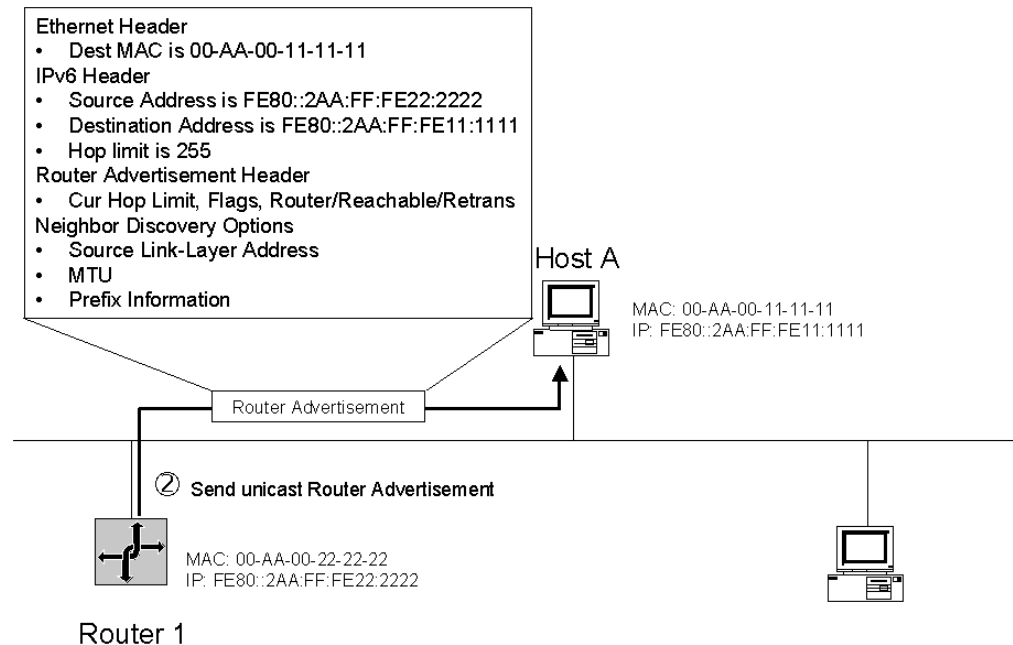 Ethernet Header
• Dest MAC is 00-AA-00-11-11-11
IPv6 Header
• Source Address is FE80::2AA:FF:FE22:2222
• Destination Address is FE80::2AA:FF:FE11:1111
• Hop limit is 255
Router Advertisement Header
• Cur Hop Limit, Flags, Router/Reachable/Retrans
Neighbor Discovery Options
• Source Link-Layer Address
• MTU
• Prefix Information
Host A
MAC: 00-AA-00-11-11-11
IP: FE80::2AA:FF:FE11:1111
Router Advertisement
② Send unicast Router Advertisement
MAC: 00-AA-00-22-22-22
IP: FE80::2AA:FF:FE22:2222
Router 1